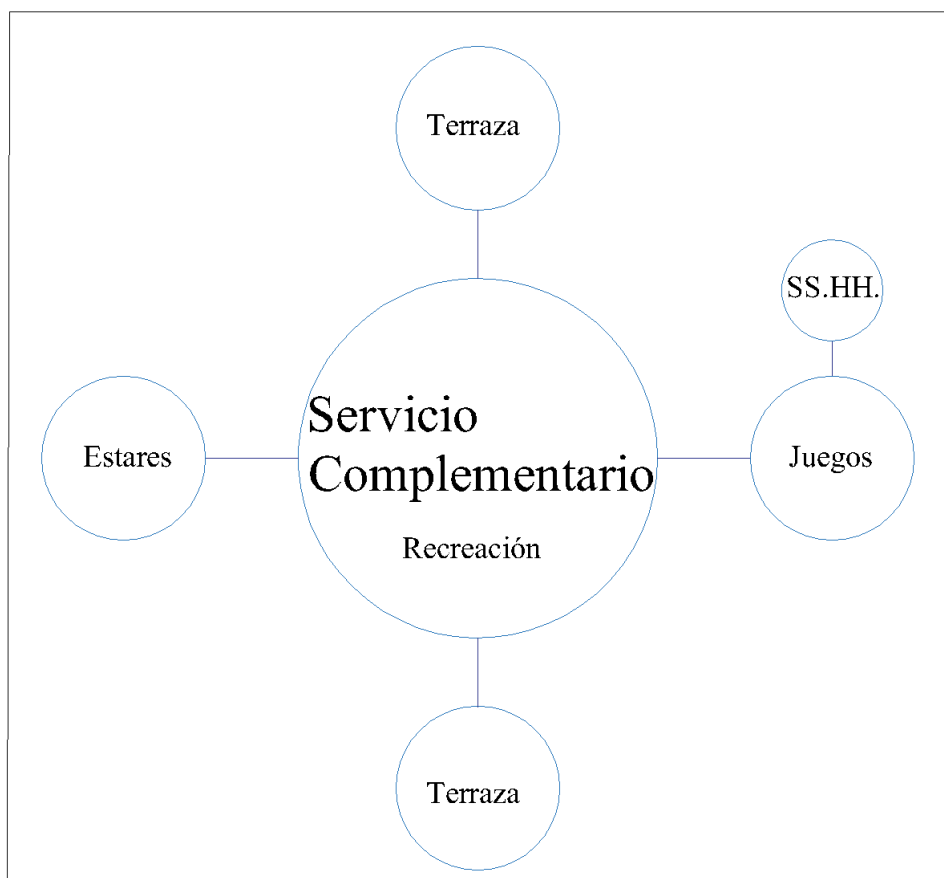 Terraza
SS.HH.
Servicio
Complementario
Estares
Juegos
Recreación
Terraza